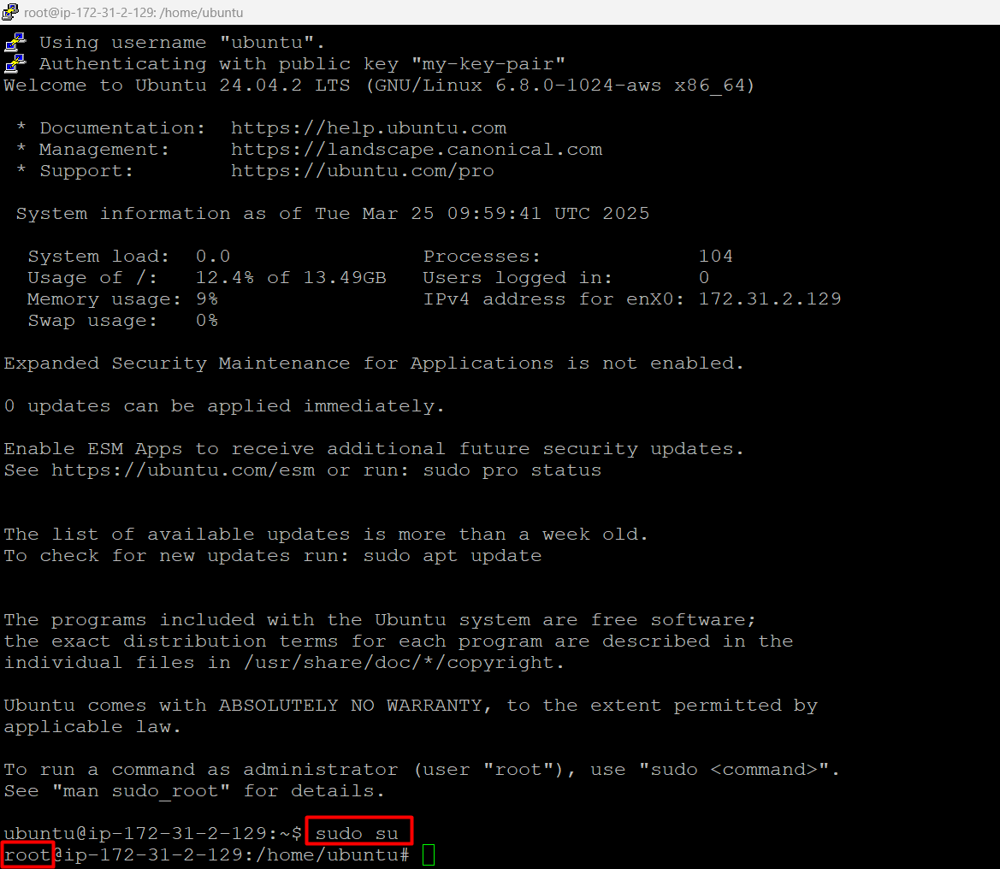 root@ip-172-31-2-129: /home/ubuntu
Using username "ubuntu".
Authenticating with public key "my-key-pair"
Welcome to Ubuntu 24.04.2 LTS (GNU/Linux 6.8.0-1024-aws x86_64)
* Documentation:  https://help.ubuntu.com
* Management:     https://landscape.canonical.com
* Support:        https://ubuntu.com/pro
System information as of Tue Mar 25 09:59:41 UTC 2025
System load:  0.0                Processes:             104
Usage of /:   12.4% of 13.49GB   Users logged in:       0
Memory usage: 9%                 IPv4 address for enX0: 172.31.2.129
Swap usage:   0%
Expanded Security Maintenance for Applications is not enabled.
0 updates can be applied immediately.
Enable ESM Apps to receive additional future security updates.
See https://ubuntu.com/esm or run: sudo pro status
The list of available updates is more than a week old.
To check for new updates run: sudo apt update
The programs included with the Ubuntu system are free software;
the exact distribution terms for each program are described in the
individual files in /usr/share/doc/*/copyright.
Ubuntu comes with ABSOLUTELY NO WARRANTY, to the extent permitted by
applicable law.
To run a command as administrator (user "root"), use "sudo <command>".
See "man sudo_root" for details.
ubuntu@ip-172-31-2-129:~$ sudo su
root@ip-172-31-2-129:/home/ubuntu#